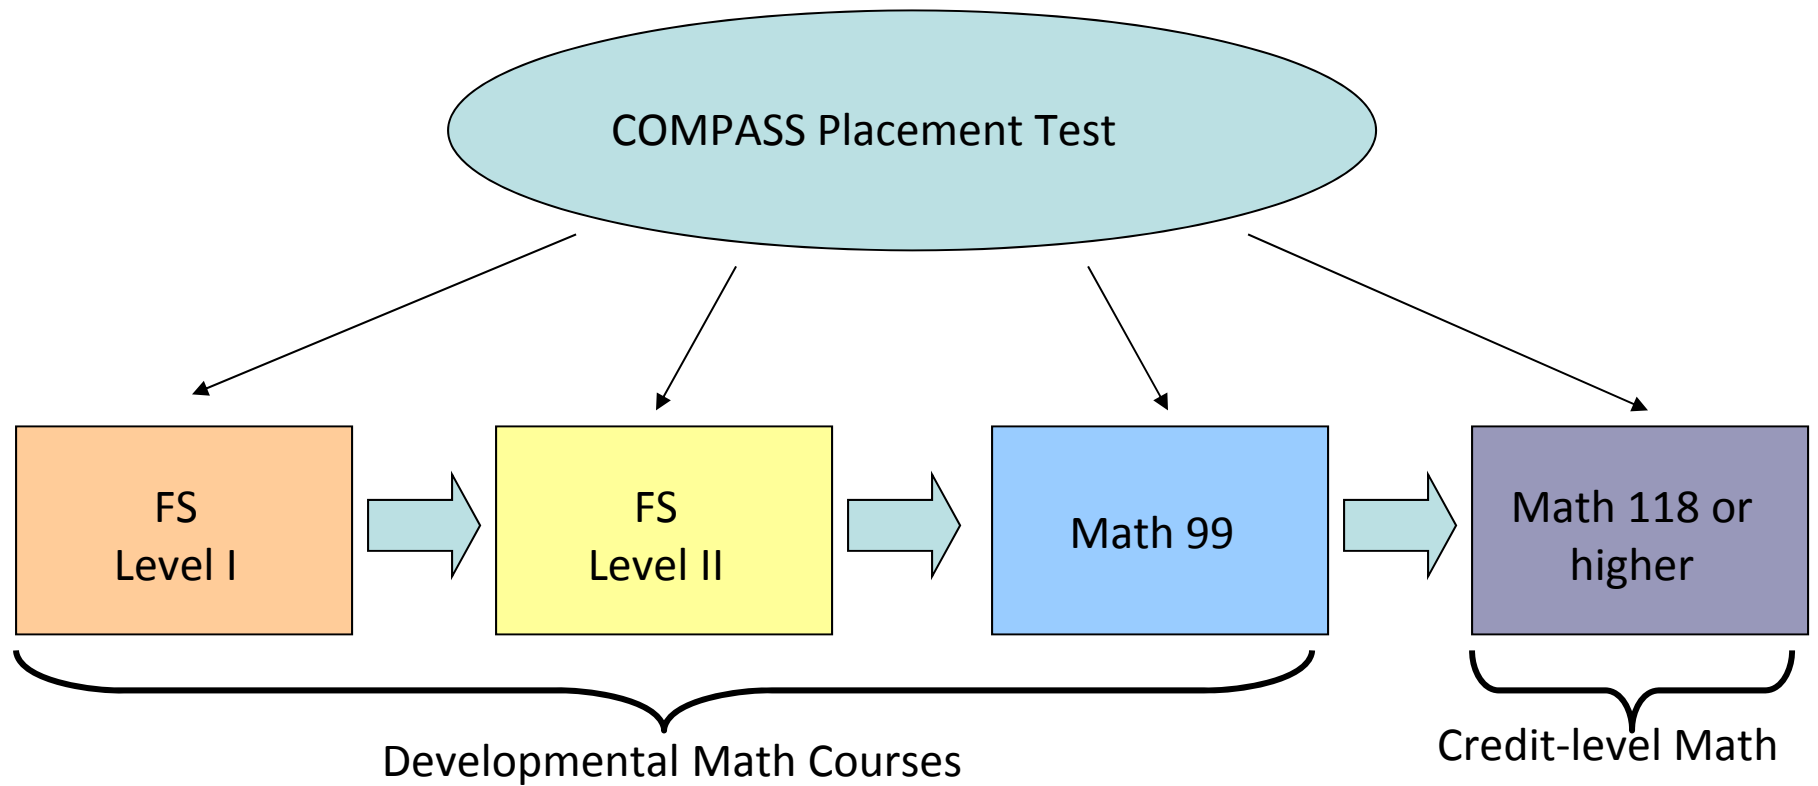 COMPASS Placement Test
FS
Level I
FS
Level II
Math 99
Math 118 or
higher
Developmental Math Courses
Credit-level Math